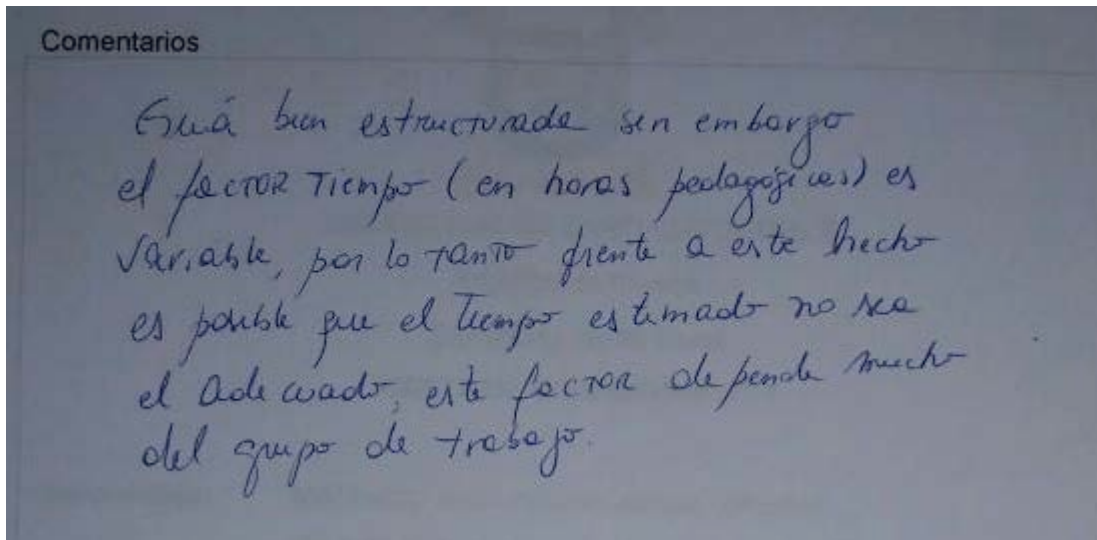 Comentarios
Guiá bien estructurada sin embargo
el factor Tiempo (en horas pedagógicas) es
variable, por lo tanto frente a este hecho
es posible que el tiempo estimado no sea
el adecuado, este factor depende mucho
del grupo de trabajo.